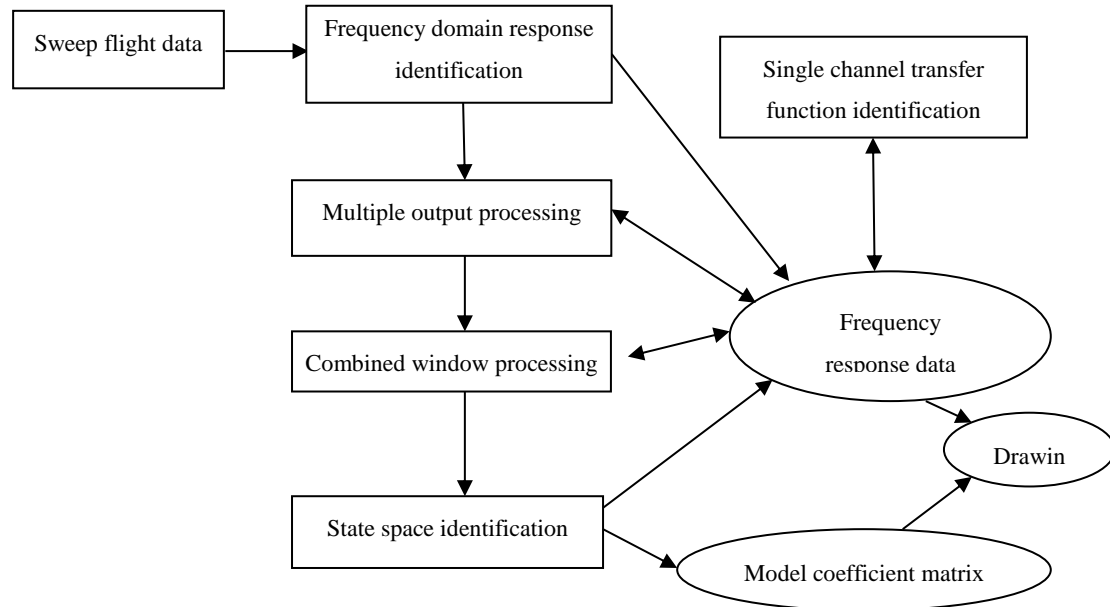 Sweep flight data
Frequency domain response
identification
Single channel transfer
function identification
Multiple output processing
Frequency
response data
Combined window processing
Drawin
State space identification
Model coefficient matrix